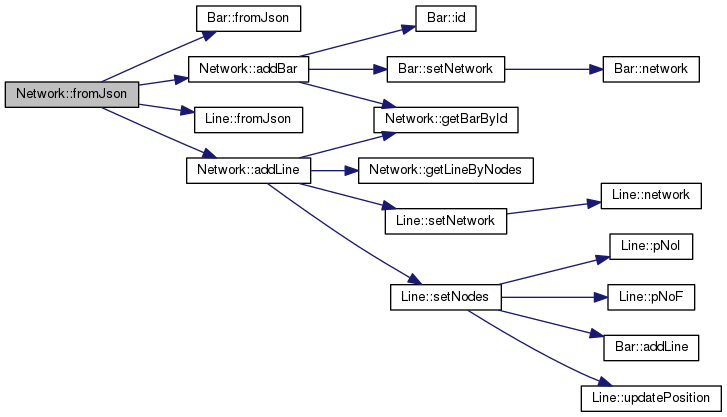 Bar::fromJson
Bar::id
Network::addBar
Bar::setNetwork
Bar::network
Network::fromJson
Line::fromJson
Network::getBarById
Network::addLine
Network::getLineByNodes
Line::network
Line::setNetwork
Line::pNoI
Line::setNodes
Line::pNoF
Bar::addLine
Line::updatePosition